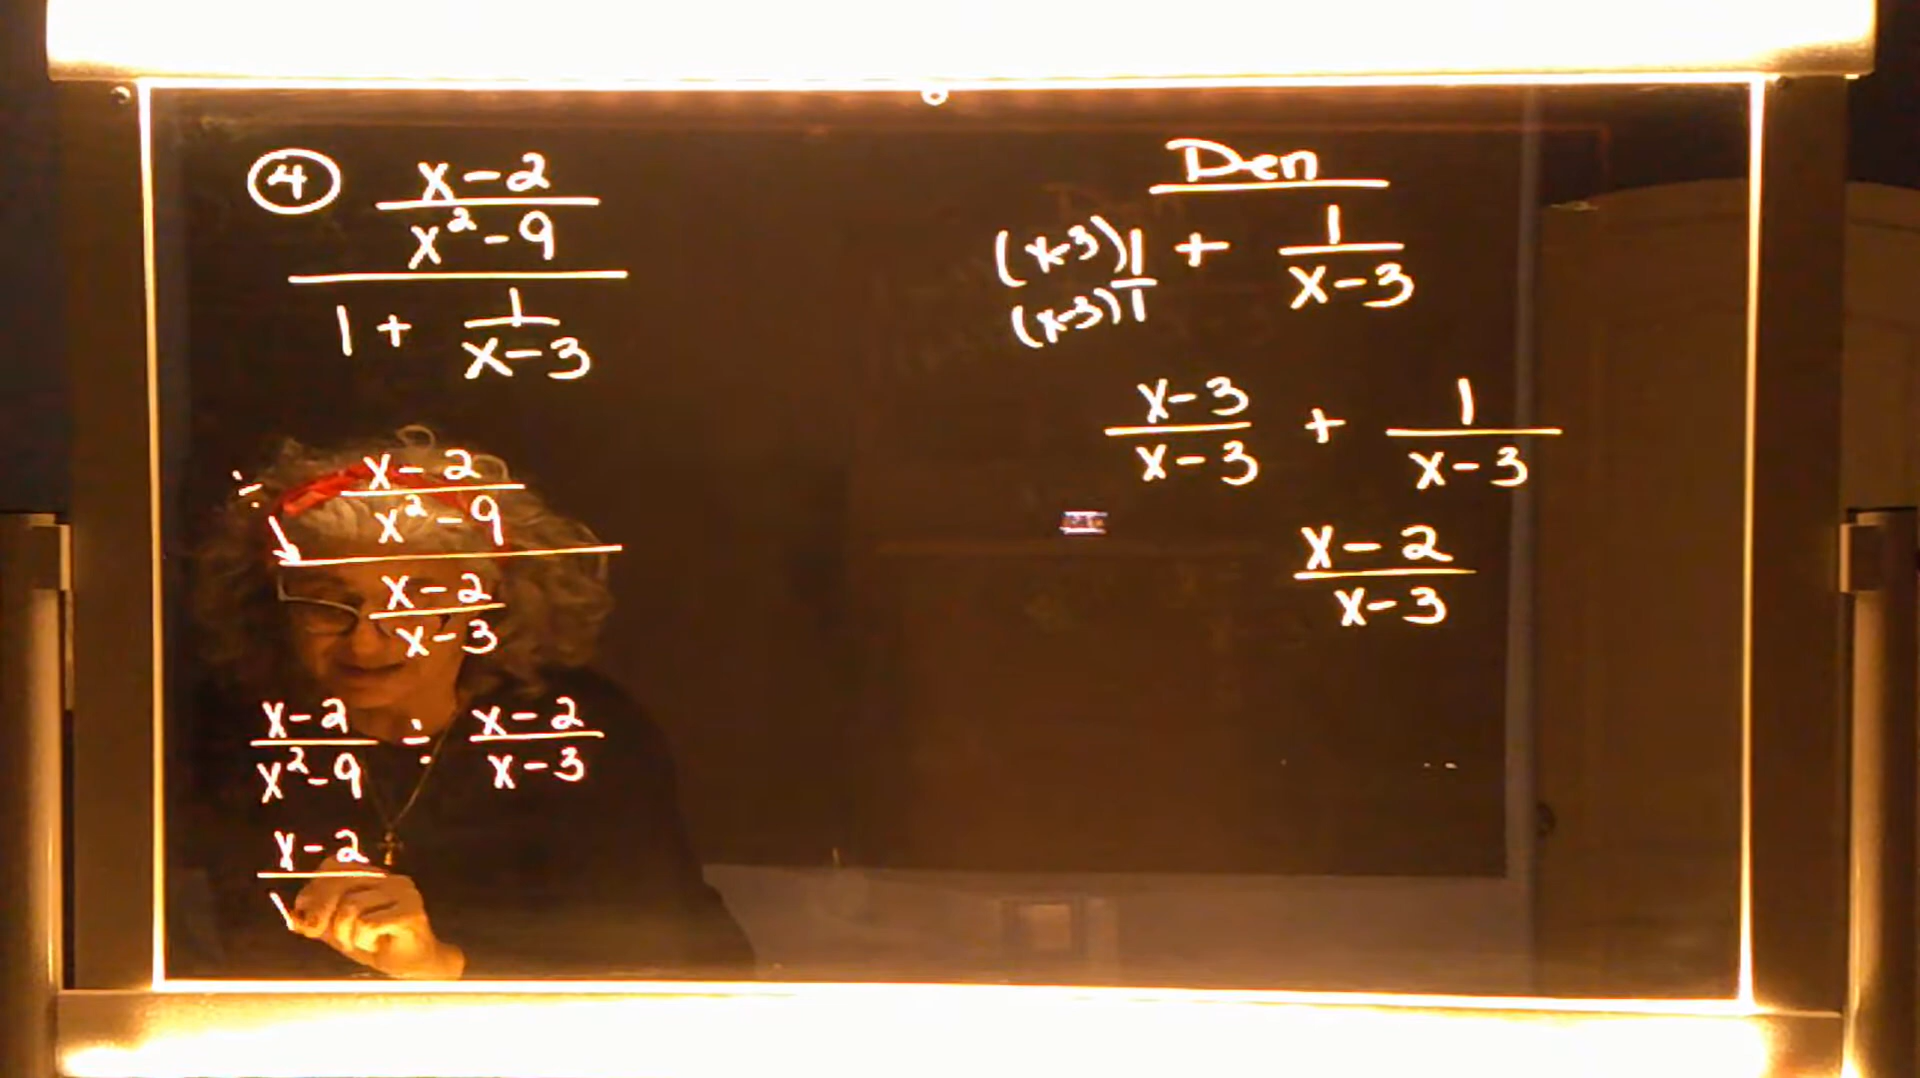 ④ x-2
x²-9
1 + 1
x-3
÷ x-2
x²-9
x-2
x-3
x-2 ÷ x-2
x²-9 x-3
x-2
Den
(x-3)1 + 1
(x-3)1 x-3
x-3 + 1
x-3 x-3
x-2
x-3